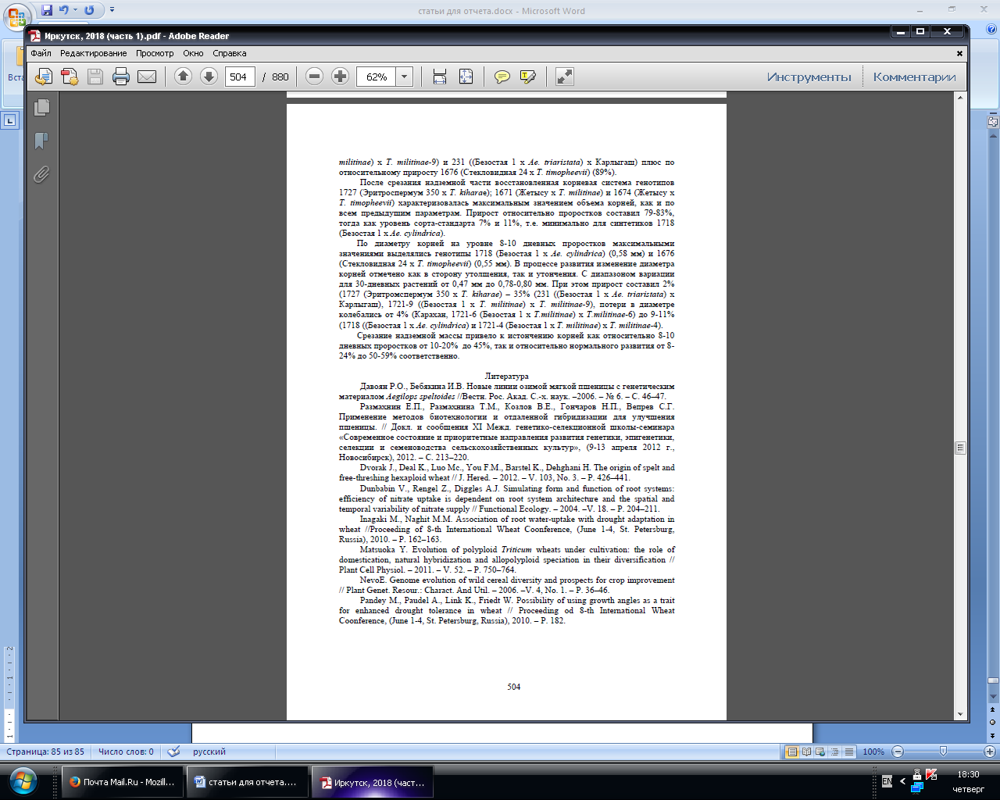 статьи для отчета.docx - Microsoft Word
Иркутск, 2018 (часть 1).pdf - Adobe Reader
Файл Редактирование Просмотр Окно Справка
504 / 880 62% Инструменты Комментарии
Вста
militinae) x T. militinae-9) и 231 ((Безостая 1 x Ae. triaristata) x Карлыгаш) плюс по
относительному приросту 1676 (Стекловидная 24 x T. timopheevii) (89%).
После срезания надземной части восстановленная корневая система генотипов
1727 (Эритроспермум 350 x T. kiharae); 1671 (Жетысу x T. militinae) и 1674 (Жетысу x
T. timopheevii) характеризовалась максимальным значением объема корней, как и по
всем предыдущим параметрам. Прирост относительно проростков составил 79-83%,
тогда как уровень сорта-стандарта 7% и 11%, т.е. минимально для синтетиков 1718
(Безостая 1 x Ae. cylindrica).
По диаметру корней на уровне 8-10 дневных проростков максимальными
значениями выделялись генотипы 1718 (Безостая 1 x Ae. cylindrica) (0,58 мм) и 1676
(Стекловидная 24 x T. timopheevii) (0,55 мм). В процессе развития изменение диаметра
корней отмечено как в сторону утолщения, так и утончения. С диапазоном вариации
для 30-дневных растений от 0,47 мм до 0,78-0,80 мм. При этом прирост составил 2%
(1727 (Эритромспермум 350 x T. kiharae) – 35% (231 ((Безостая 1 x Ae. triaristata) x
Карлыгаш), 1721-9 ((Безостая 1 x T. militinae) x T. militinae-9), потери в диаметре
колебались от 4% (Карахан, 1721-6 (Безостая 1 x T.militinae) x T.militinae-6) до 9-11%
(1718 ((Безостая 1 x Ae. cylindrica) и 1721-4 (Безостая 1 x T. militinae) x T. militinae-4).
Срезание надземной массы привело к истончению корней как относительно 8-10
дневных проростков от 10-20% до 45%, так и относительно нормального развития от 8-
24% до 50-59% соответственно.
Литература
Давоян Р.О., Бебякина И.В. Новые линии озимой мягкой пшеницы с генетическим
материалом Aegilops speltoides //Вестн. Рос. Акад. С.-х. наук. –2006. – № 6. – С. 46–47.
Размахнин Е.П., Размахнина Т.М., Козлов В.Е., Гончаров Н.П., Вепрев С.Г.
Применение методов биотехнологии и отдаленной гибридизации для улучшения
пшеницы. // Докл. и сообщения XI Межд. генетико-селекционной школы-семинара
«Современное состояние и приоритетные направления развития генетики, эпигенетики,
селекции и семеноводства сельскохозяйственных культур», (9-13 апреля 2012 г.,
Новосибирск), 2012. – С. 213–220.
Dvorak J., Deal K., Luo Mc., You F.M., Barstel K., Dehghani H. The origin of spelt and
free-threshing hexaploid wheat // J. Hered. – 2012. – V. 103, No. 3. – P. 426–441.
Dunbabin V., Rengel Z., Diggles A.J. Simulating form and function of root systems:
efficiency of nitrate uptake is dependent on root system architecture and the spatial and
temporal variability of nitrate supply // Functional Ecology. – 2004. –V. 18. – P. 204–211.
Inagaki M., Naghit M.M. Association of root water-uptake with drought adaptation in
wheat //Proceeding of 8-th International Wheat Coonference, (June 1-4, St. Petersburg,
Russia), 2010. – P. 162–163.
Matsuoka Y. Evolution of polyploid Triticum wheats under cultivation: the role of
domestication, natural hybridization and allopolyploid speciation in their diversification //
Plant Cell Physiol. – 2011. – V. 52. – P. 750–764.
NevoE. Genome evolution of wild cereal diversity and prospects for crop improvement
// Plant Genet. Resour.: Charact. And Util. – 2006. –V. 4, No. 1. – P. 36–46.
Pandey M., Paudel A., Link K., Friedt W. Possibility of using growth angles as a trait
for enhanced drought tolerance in wheat // Proceeding od 8-th International Wheat
Coonference, (June 1-4, St. Petersburg, Russia), 2010. – P. 182.
504
Страница: 85 из 85 Число слов: 0 русский 100%
Почта Mail.Ru - Mozill... статьи для отчета.... Иркутск, 2018 (част... EN 18:30
четверг